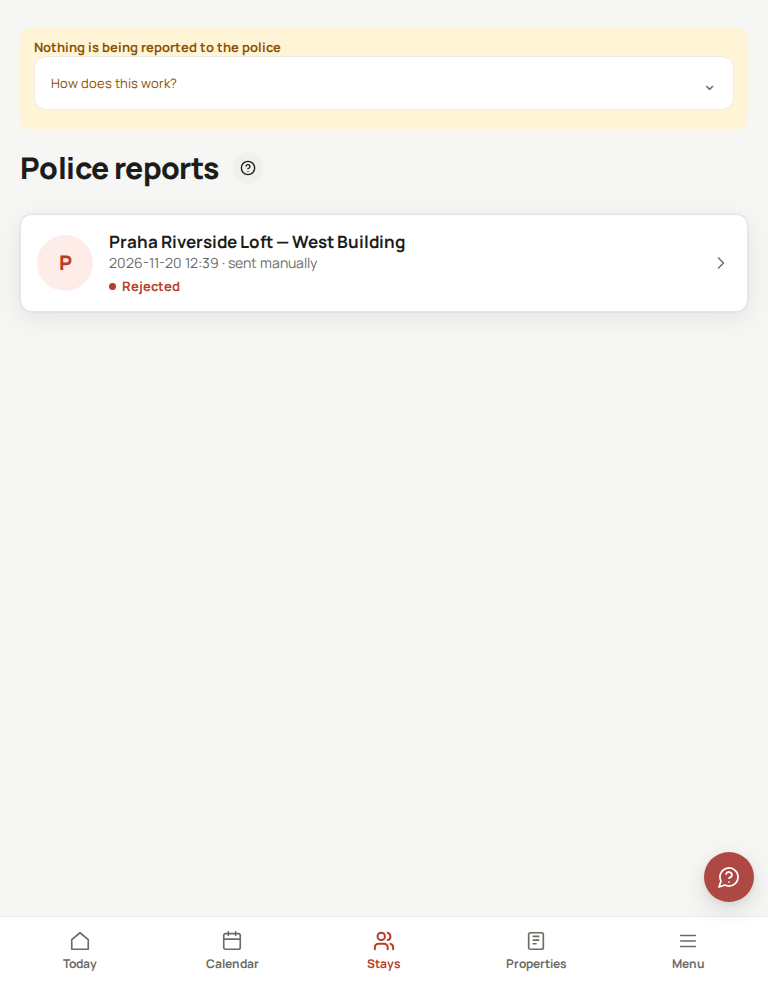 Nothing is being reported to the police
How does this work?
Police reports
P
Praha Riverside Loft — West Building
2026-11-20 12:39 · sent manually
Rejected
Today
Calendar
Stays
Properties
Menu